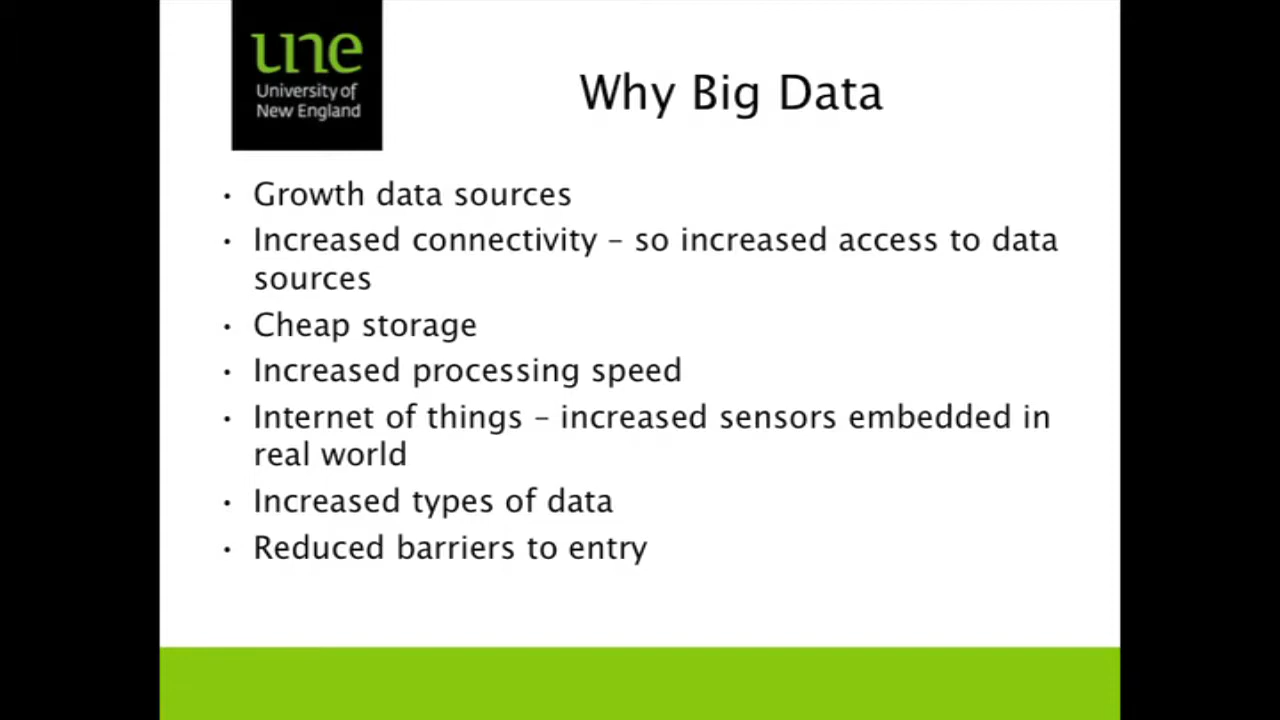 une
University of
New England
Why Big Data
• Growth data sources
• Increased connectivity – so increased access to data
sources
• Cheap storage
• Increased processing speed
• Internet of things – increased sensors embedded in
real world
• Increased types of data
• Reduced barriers to entry